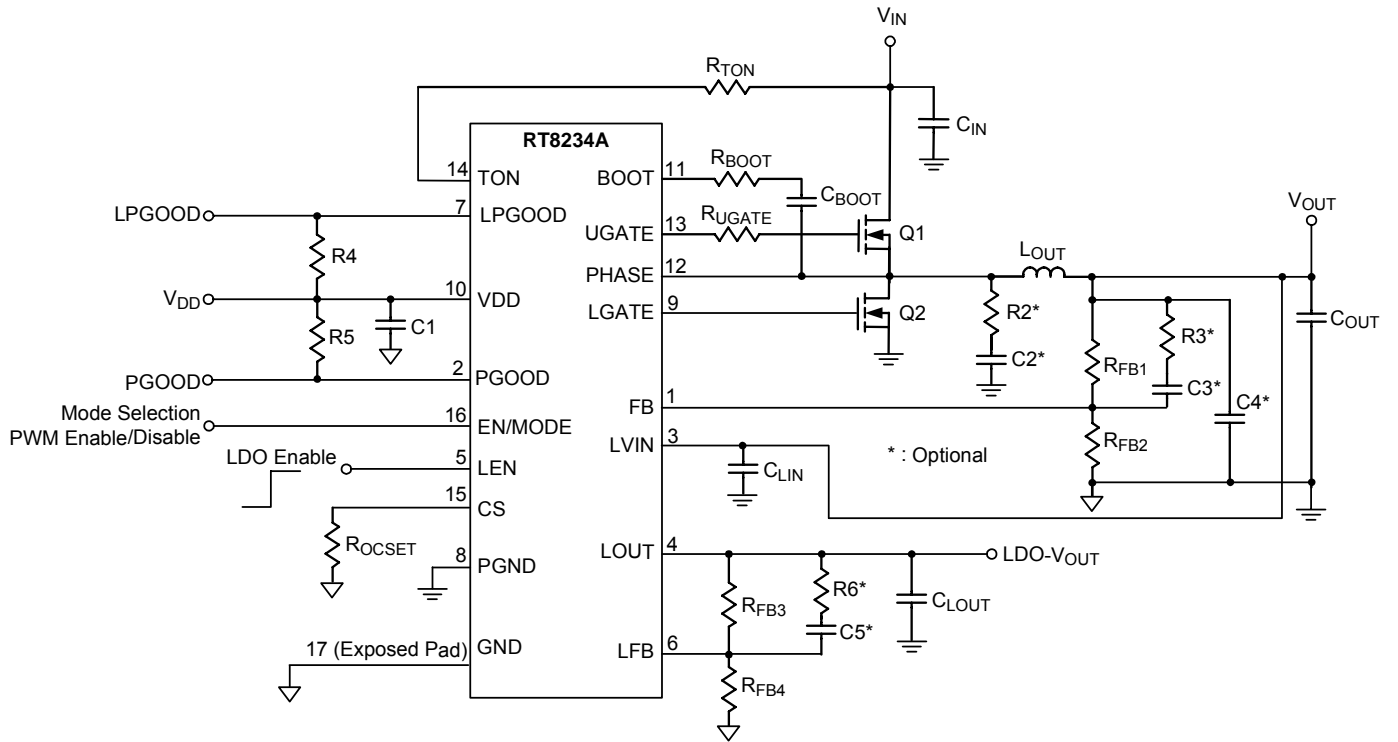 VIN
RTON
CIN
RT8234A
14 TON
BOOT 11
RBOOT
CBOOT
LPGOOD
7 LPGOOD
UGATE 13
RUGATE
Q1
VOUT
R4
PHASE 12
LOUT
VDD
10 VDD
C1
LGATE 9
Q2
R2*
C2*
R3*
C3*
COUT
R5
RFB1
C4*
PGOOD
2 PGOOD
FB 1
Mode Selection
PWM Enable/Disable
16 EN/MODE
LVIN 3
RFB2
* : Optional
LDO Enable
5 LEN
CLIN
15 CS
ROCSET
8 PGND
LOUT 4
LDO-VOUT
RFB3
R6*
C5*
CLOUT
17 (Exposed Pad) GND
LFB 6
RFB4